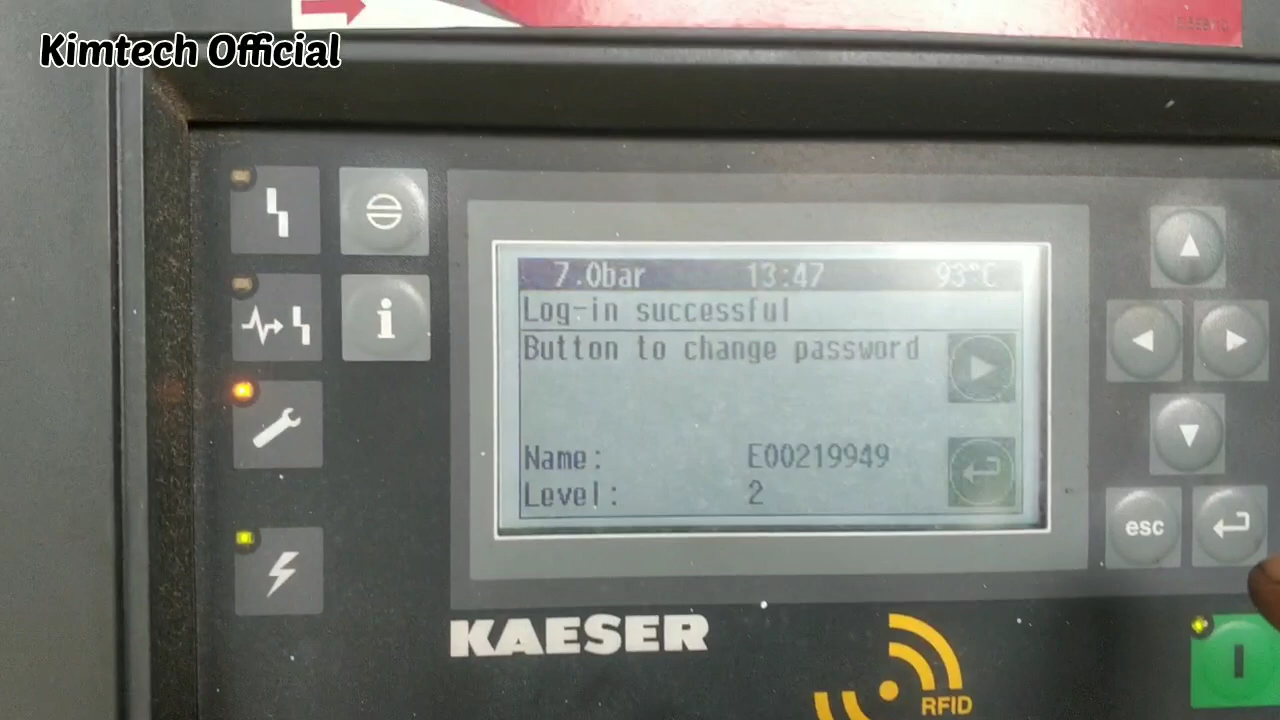 Kimtech Official
7.0bar 13:47 93°C
Log-in successful
Button to change password
Name: E00219949
Level: 2
i
esc
KAESER
RFID
I